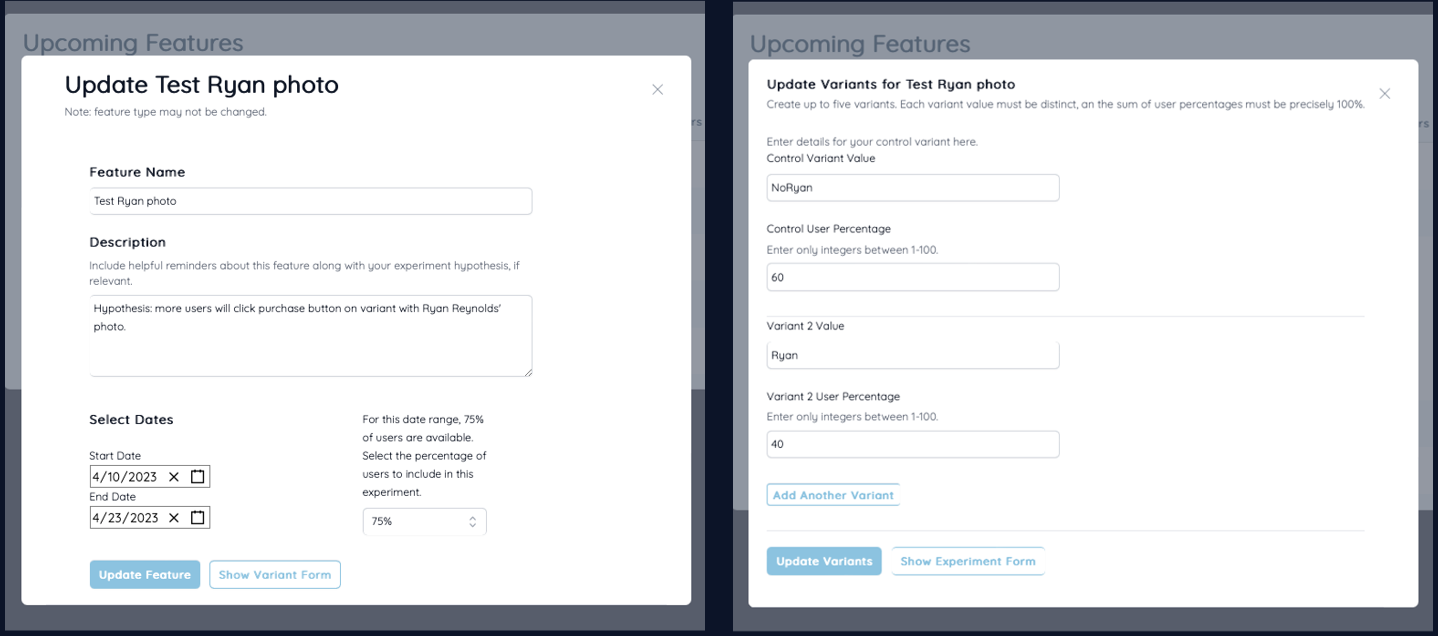 Upcoming Features
Update Test Ryan photo
Note: feature type may not be changed.
rs
Feature Name
Test Ryan photo
Description
Include helpful reminders about this feature along with your experiment hypothesis, if
relevant.
Hypothesis: more users will click purchase button on variant with Ryan Reynolds'
photo.
Select Dates
Start Date
4/10/2023
End Date
4/23/2023
For this date range, 75%
of users are available.
Select the percentage of
users to include in this
experiment.
75%
Update Feature
Show Variant Form
Upcoming Features
Update Variants for Test Ryan photo
Create up to five variants. Each variant value must be distinct, an the sum of user percentages must be precisely 100%.
rs
Enter details for your control variant here.
Control Variant Value
NoRyan
Control User Percentage
Enter only integers between 1-100.
60
Variant 2 Value
Ryan
Variant 2 User Percentage
Enter only integers between 1-100.
40
Add Another Variant
Update Variants
Show Experiment Form